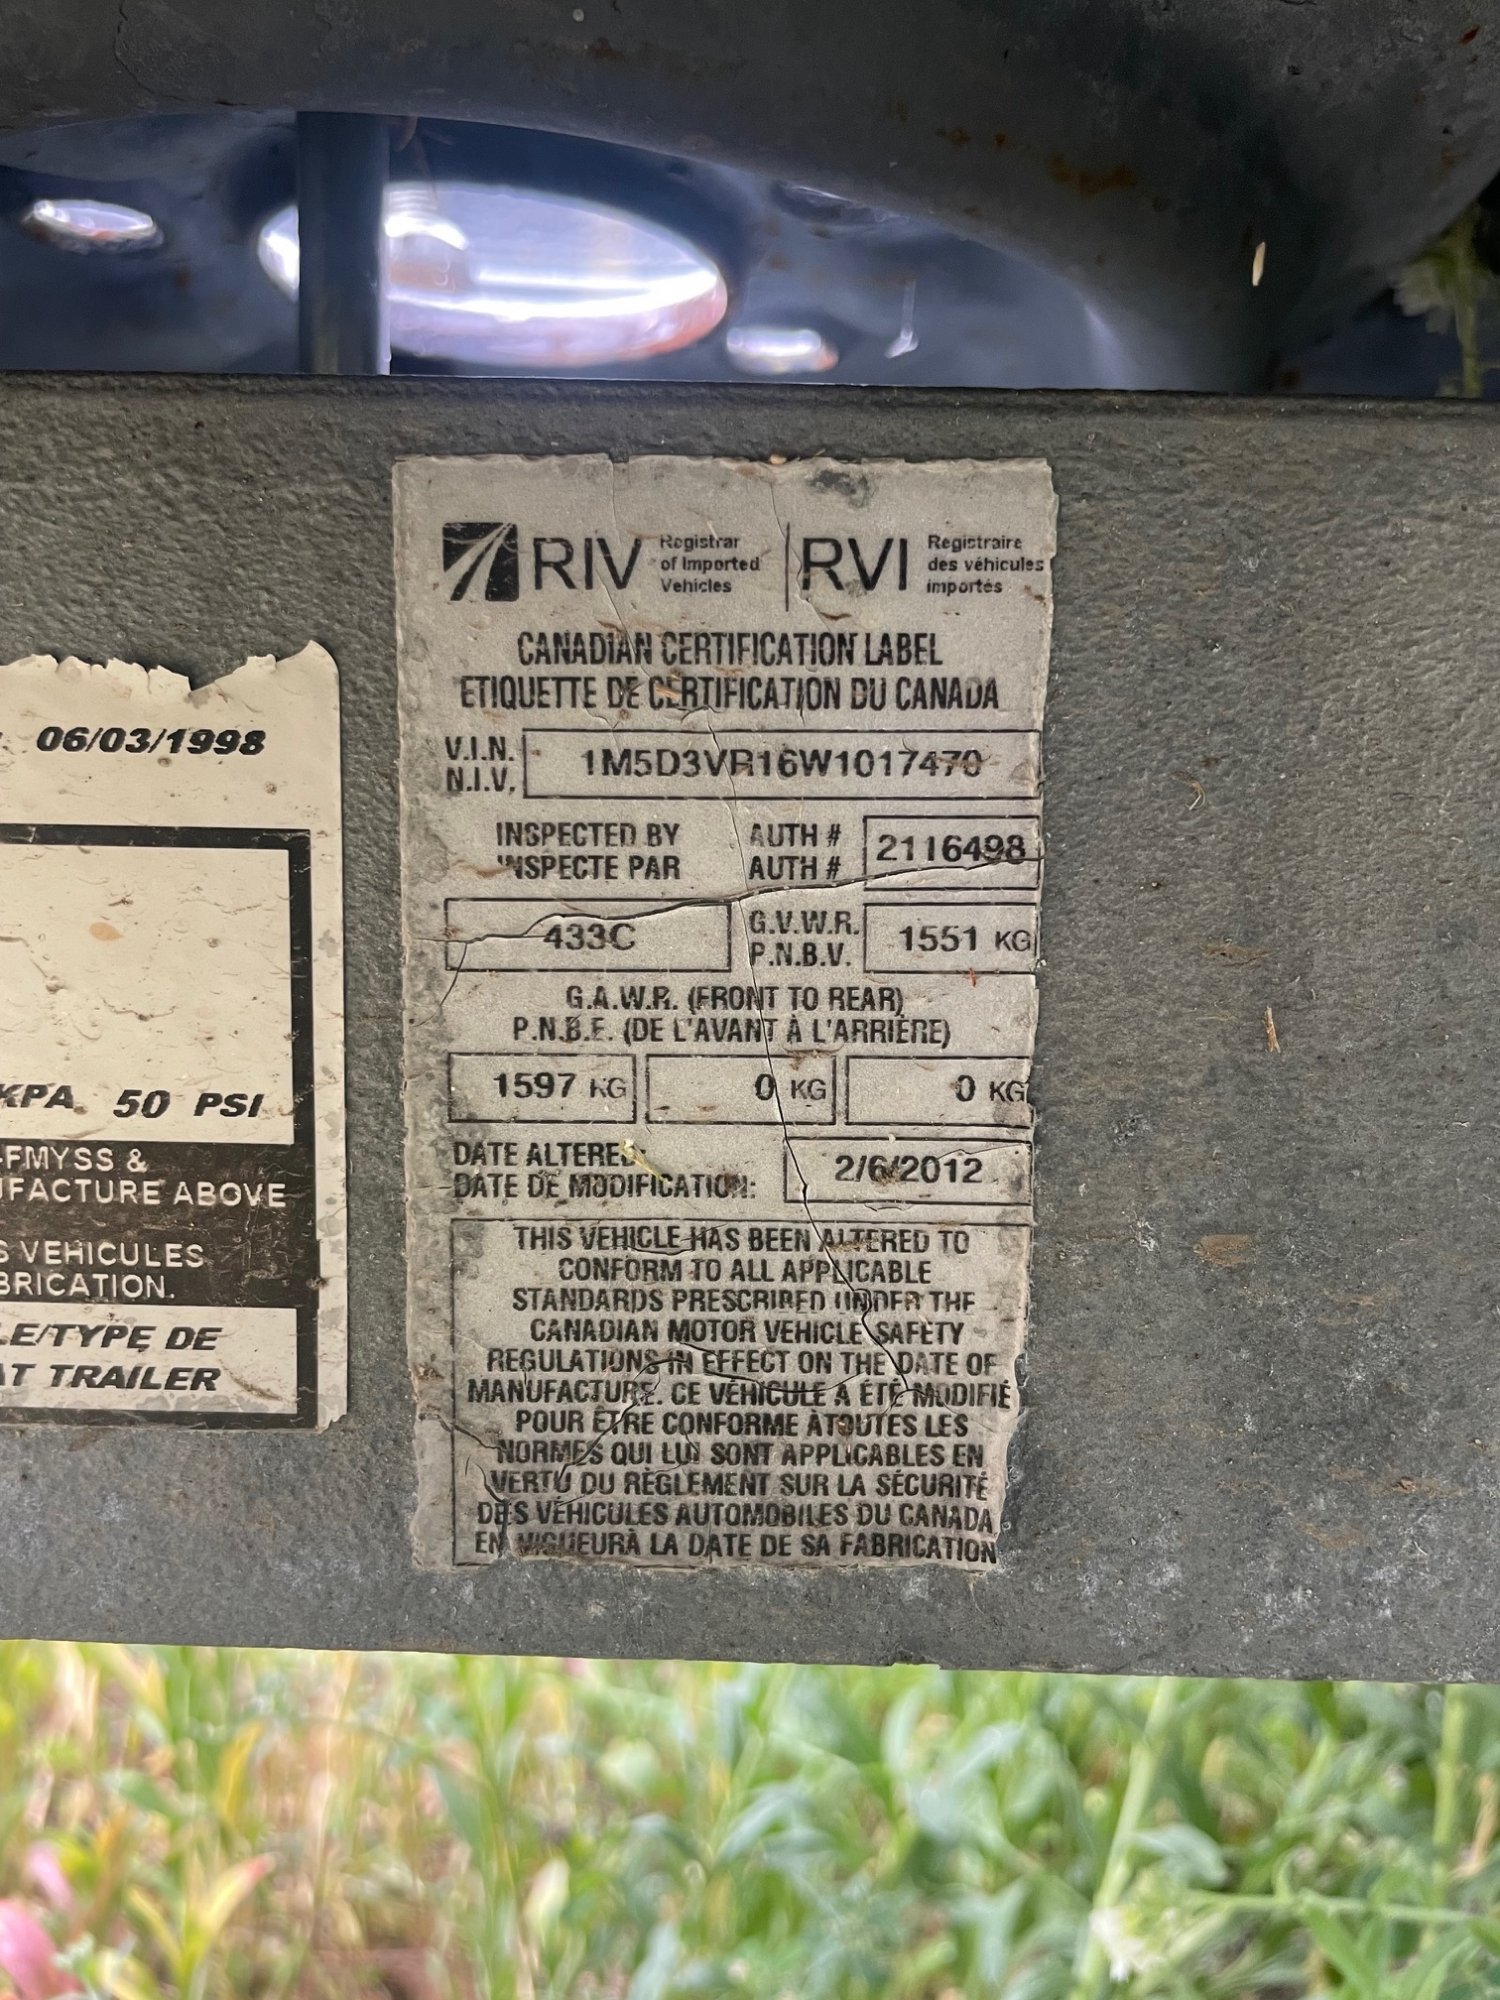 06/03/1998
KPA 50 PSI
-FMVSS &
UFACTURE ABOVE
S VEHICULES
BRICATION.
LE/TYPE DE
AT TRAILER
RIV Registrar of Imported Vehicles | RVI Registraire des véhicules importés
CANADIAN CERTIFICATION LABEL
ETIQUETTE DE CERTIFICATION DU CANADA
V.I.N. 1M5D3VR16W1017470
N.I.V.
INSPECTED BY AUTH # 2116498
INSPECTE PAR AUTH #
433C G.V.W.R. 1551 KG
P.N.B.V.
G.A.W.R. (FRONT TO REAR)
P.N.B.E. (DE L'AVANT À L'ARRIÈRE)
1597 KG 0 KG 0 KG
DATE ALTERED: 2/6/2012
DATE DE MODIFICATION:
THIS VEHICLE HAS BEEN ALTERED TO
CONFORM TO ALL APPLICABLE
STANDARDS PRESCRIBED UNDER THE
CANADIAN MOTOR VEHICLE SAFETY
REGULATIONS IN EFFECT ON THE DATE OF
MANUFACTURE. CE VÉHICULE A ÉTÉ MODIFIÉ
POUR ÊTRE CONFORME ÀTOUTES LES
NORMES QUI LUI SONT APPLICABLES EN
VERTU DU RÈGLEMENT SUR LA SÉCURITÉ
DES VÉHICULES AUTOMOBILES DU CANADA
EN VIGUEURÀ LA DATE DE SA FABRICATION